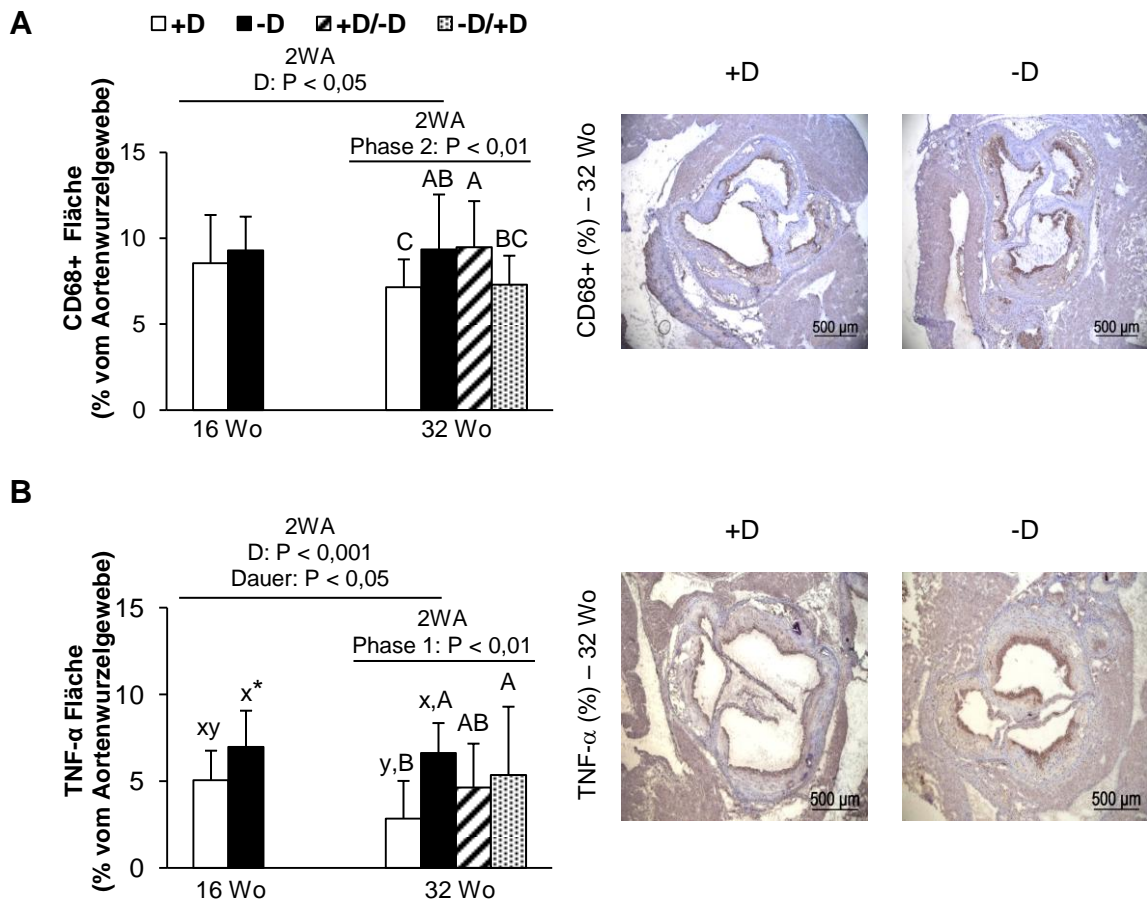 A
+D -D +D/-D -D/+D
2WA
D: P < 0,05
2WA
Phase 2: P < 0,01
CD68+ Fläche
(% vom Aortenwurzelgewebe)
15
10
5
0
C
AB
A
BC
16 Wo
32 Wo
+D
-D
CD68+ (%) – 32 Wo
500 µm
500 µm
B
2WA
D: P < 0,001
Dauer: P < 0,05
2WA
Phase 1: P < 0,01
TNF-α Fläche
(% vom Aortenwurzelgewebe)
15
10
5
0
xy
x*
y,B
x,A
AB
A
16 Wo
32 Wo
+D
-D
TNF-α (%) – 32 Wo
500 µm
500 µm